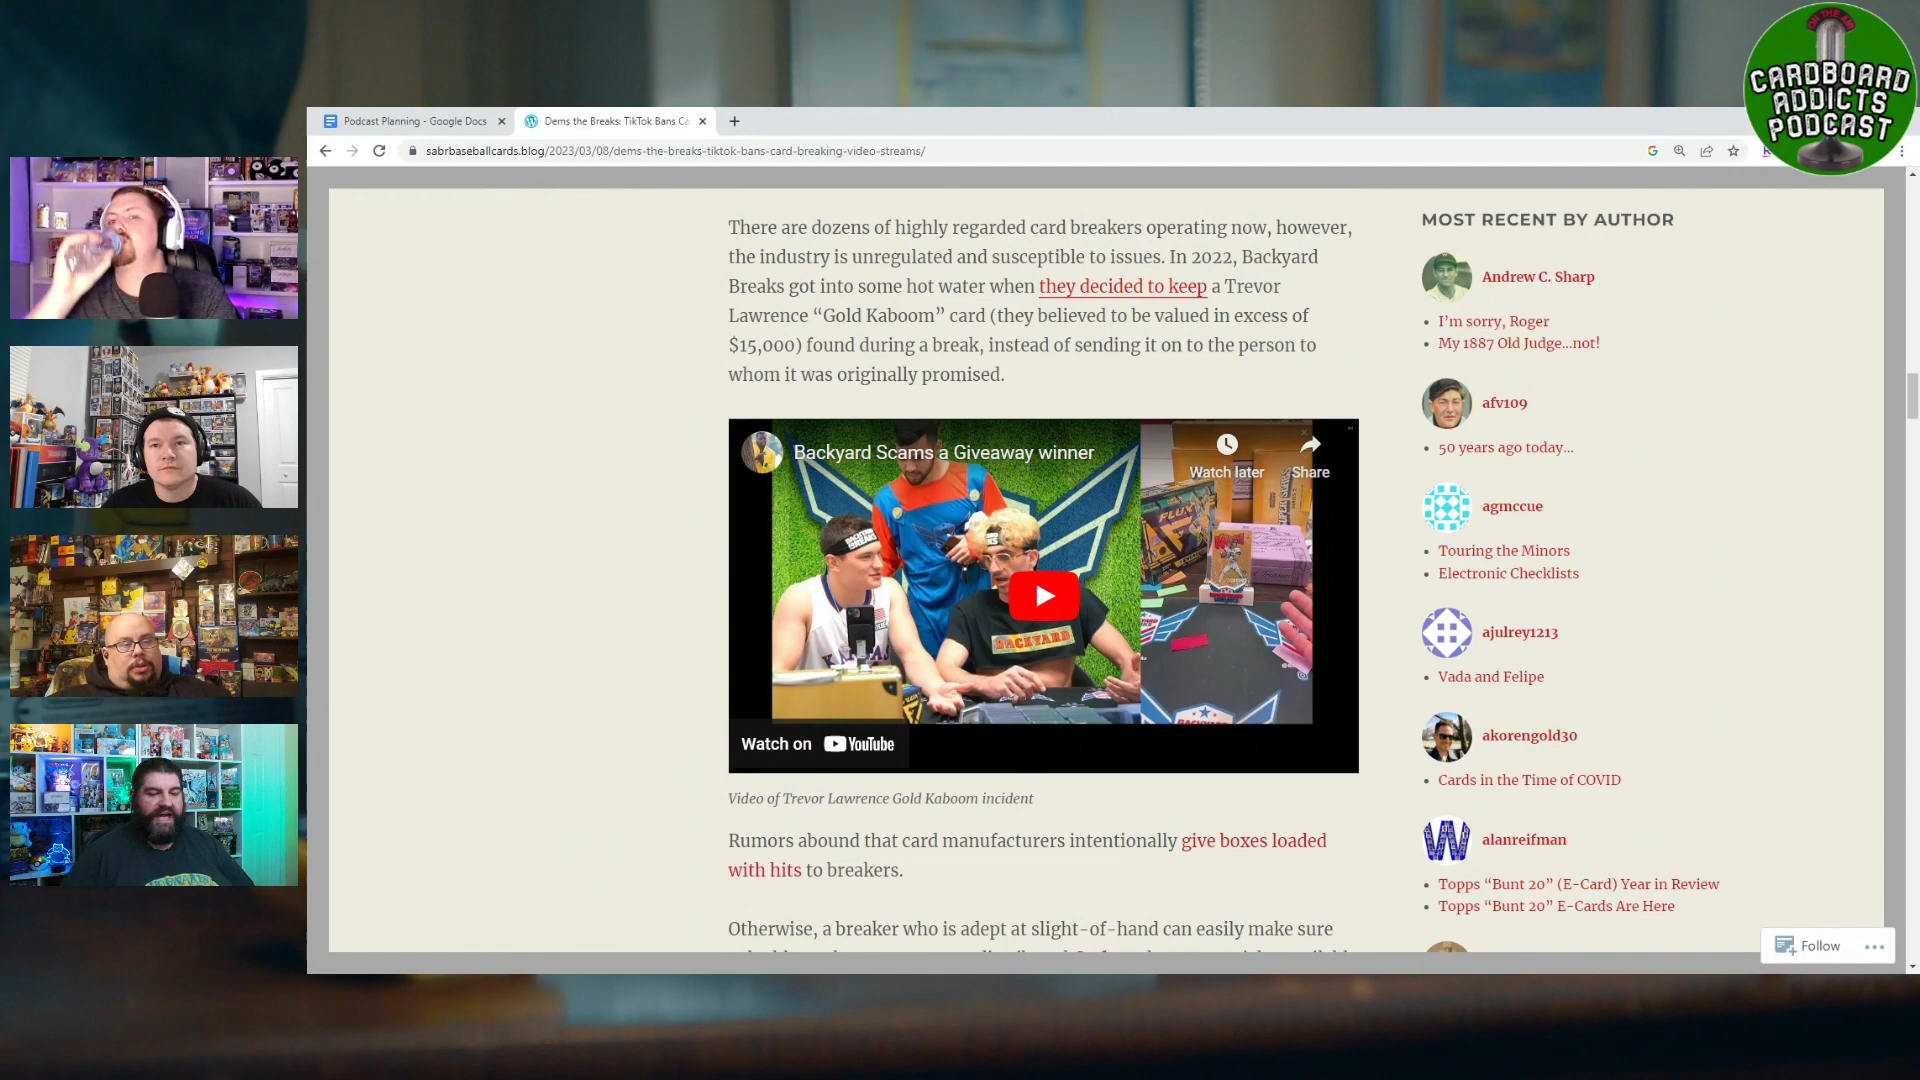 ON THE AIR
CARDBOARD
ADDICTS
PODCAST
Podcast Planning - Google Docs
Dems the Breaks: TikTok Bans Ca
sabrbaseballcards.blog/2023/03/08/dems-the-breaks-tiktok-bans-card-breaking-video-streams/
There are dozens of highly regarded card breakers operating now, however,
the industry is unregulated and susceptible to issues. In 2022, Backyard
Breaks got into some hot water when they decided to keep a Trevor
Lawrence “Gold Kaboom” card (they believed to be valued in excess of
$15,000) found during a break, instead of sending it on to the person to
whom it was originally promised.
Backyard Scams a Giveaway winner
Watch later
Share
FLUX
BACKYARD
BREAKS
BACKYARD
Watch on YouTube
Video of Trevor Lawrence Gold Kaboom incident
Rumors abound that card manufacturers intentionally give boxes loaded
with hits to breakers.
Otherwise, a breaker who is adept at slight-of-hand can easily make sure
MOST RECENT BY AUTHOR
Andrew C. Sharp
I’m sorry, Roger
My 1887 Old Judge…not!
afv109
50 years ago today…
agmccue
Touring the Minors
Electronic Checklists
ajulrey1213
Vada and Felipe
akorengold30
Cards in the Time of COVID
alanreifman
Topps “Bunt 20” (E-Card) Year in Review
Topps “Bunt 20” E-Cards Are Here
Follow